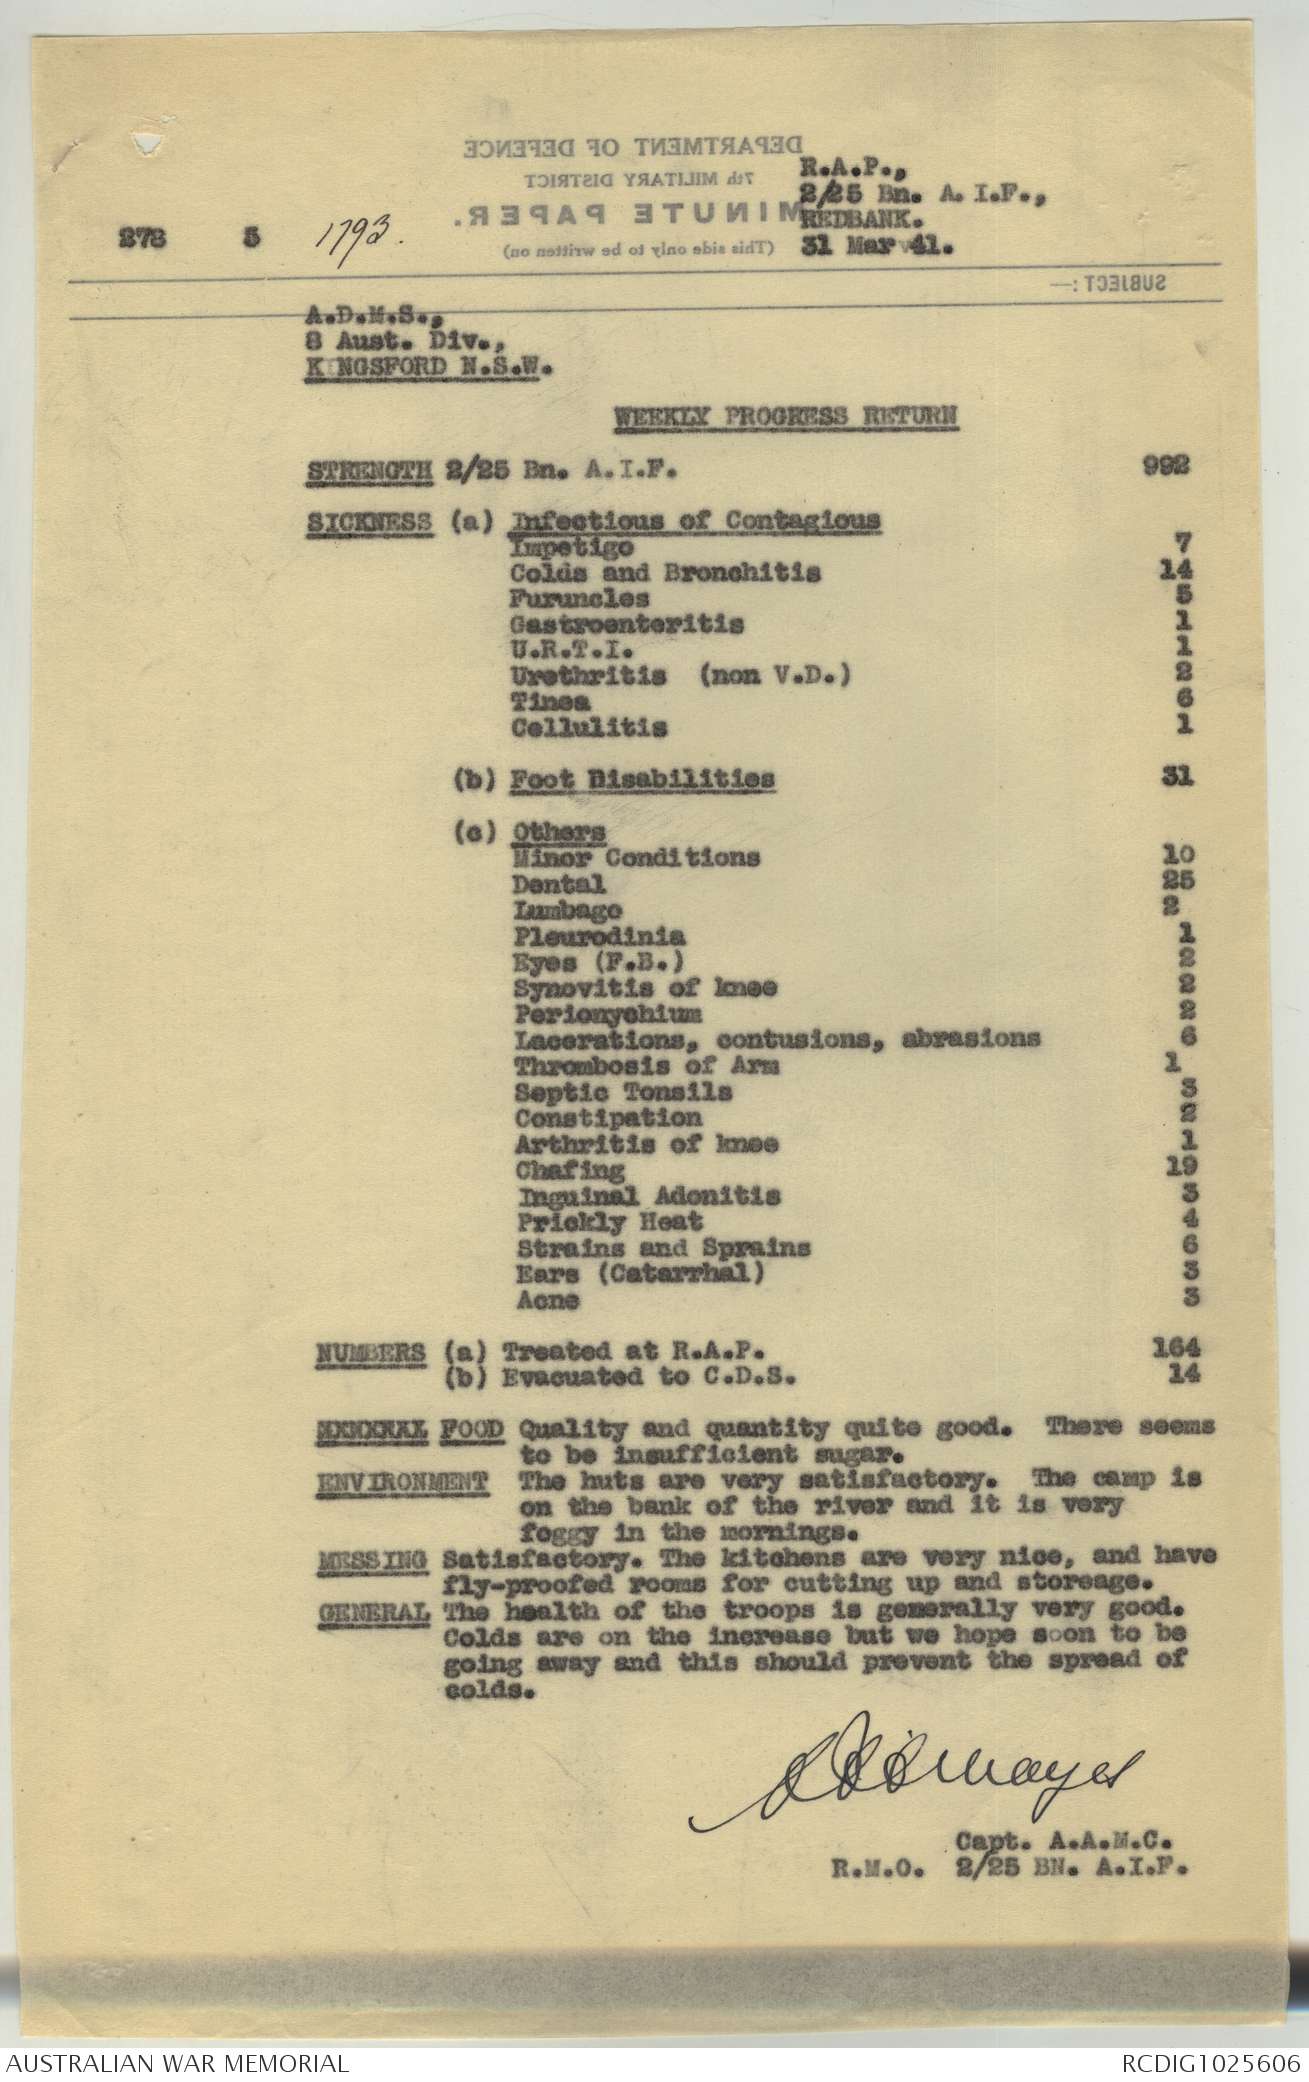 DEPARTMENT OF DEFENCE
7th MILITARY DISTRICT
MINUTE PAPER.
(This side only to be written on)
SUBJECT:—
R.A.P.,
2/25 Bn. A.I.F.,
REDBANK.
31 Mar 41.
273 5 1793.
A.D.M.S.,
8 Aust. Div.,
KINGSFORD N.S.W.
WEEKLY PROGRESS RETURN
STRENGTH 2/25 Bn. A.I.F. 992
SICKNESS (a) Infectious of Contagious
Impetigo 7
Colds and Bronchitis 14
Furuncles 5
Gastroenteritis 1
U.R.T.I. 1
Urethritis (non V.D.) 2
Tinea 6
Cellulitis 1
(b) Foot Disabilities 31
(c) Others
Minor Conditions 10
Dental 25
Lumbago 2
Pleurodinia 1
Eyes (F.B.) 2
Synovitis of knee 2
Perionychium 2
Lacerations, contusions, abrasions 6
Thrombosis of Arm 1
Septic Tonsils 3
Constipation 2
Arthritis of knee 1
Chafing 19
Inguinal Adonitis 3
Prickly Heat 4
Strains and Sprains 6
Ears (Catarrhal) 3
Acne 3
NUMBERS (a) Treated at R.A.P. 164
(b) Evacuated to C.D.S. 14
FOOD Quality and quantity quite good. There seems
to be insufficient sugar.
ENVIRONMENT The huts are very satisfactory. The camp is
on the bank of the river and it is very
foggy in the mornings.
MESSING Satisfactory. The kitchens are very nice, and have
fly-proofed rooms for cutting up and storeage.
GENERAL The health of the troops is generally very good.
Colds are on the increase but we hope soon to be
going away and this should prevent the spread of
colds.
Mayes
Capt. A.A.M.C.
R.M.O. 2/25 BN. A.I.F.
AUSTRALIAN WAR MEMORIAL RCDIG1025606